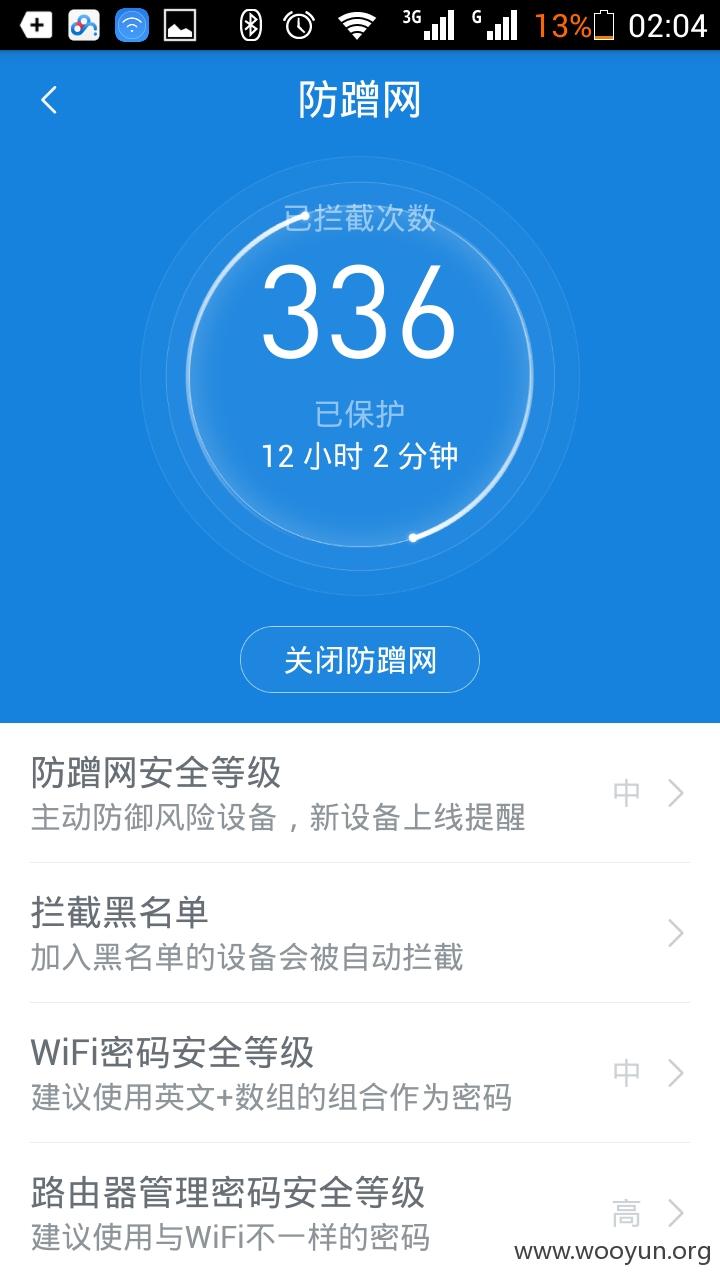 3G G 13% 02:04
防蹭网
已拦截次数
336
已保护
12 小时 2 分钟
关闭防蹭网
防蹭网安全等级
主动防御风险设备，新设备上线提醒
中
拦截黑名单
加入黑名单的设备会被自动拦截
WiFi密码安全等级
建议使用英文+数组的组合作为密码
中
路由器管理密码安全等级
建议使用与WiFi不一样的密码
高
www.wooyun.org